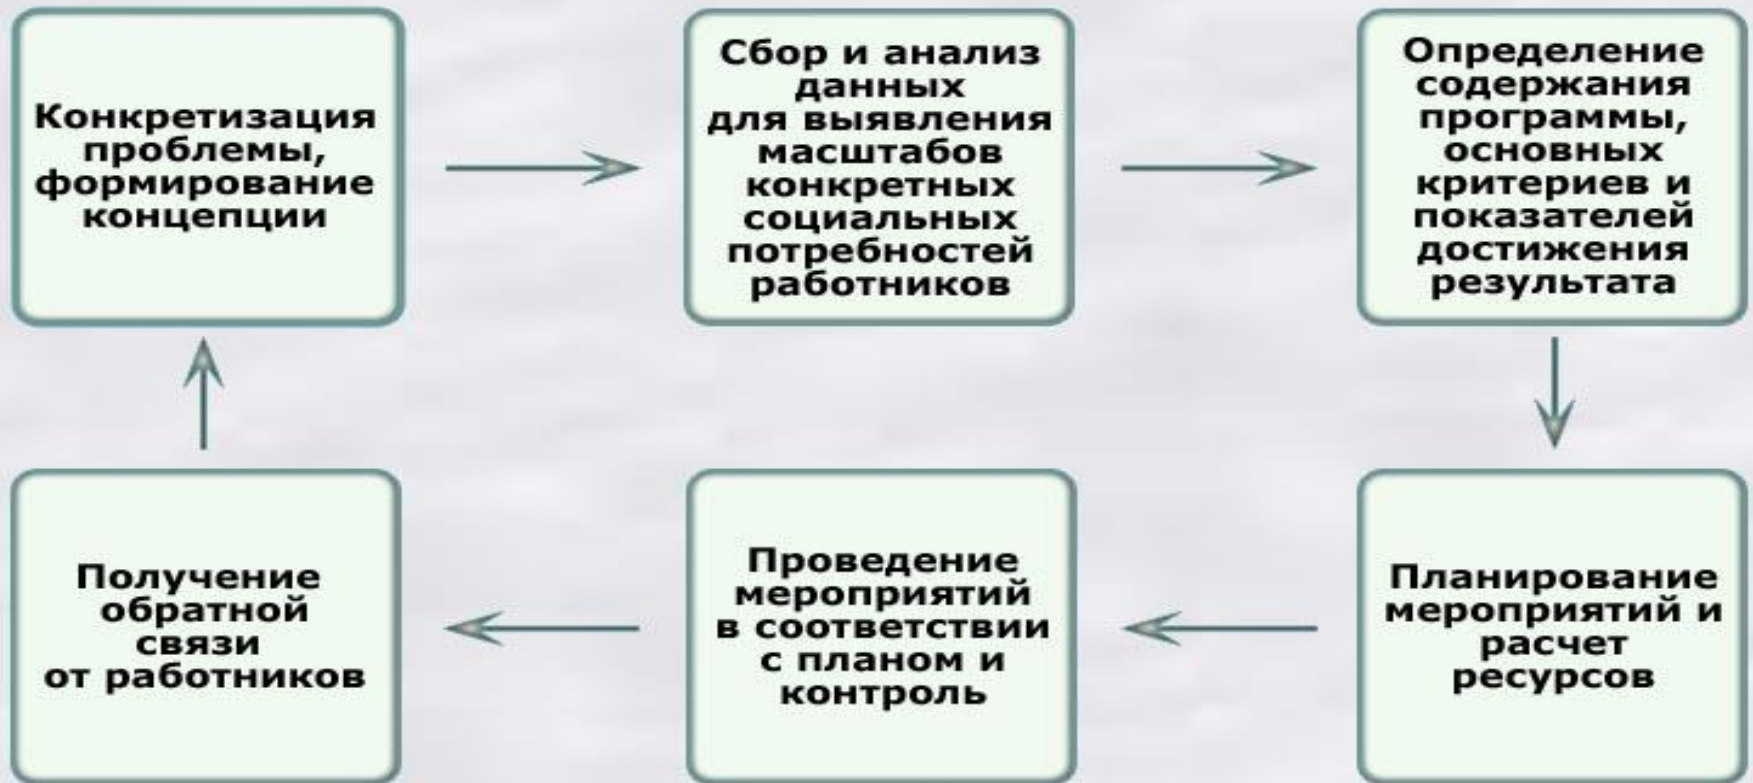 Конкретизация
проблемы,
формирование
концепции
Сбор и анализ
данных
для выявления
масштабов
конкретных
социальных
потребностей
работников
Определение
содержания
программы,
основных
критериев и
показателей
достижения
результата
Планирование
мероприятий и
расчет
ресурсов
Проведение
мероприятий
в соответствии
с планом и
контроль
Получение
обратной
связи
от работников